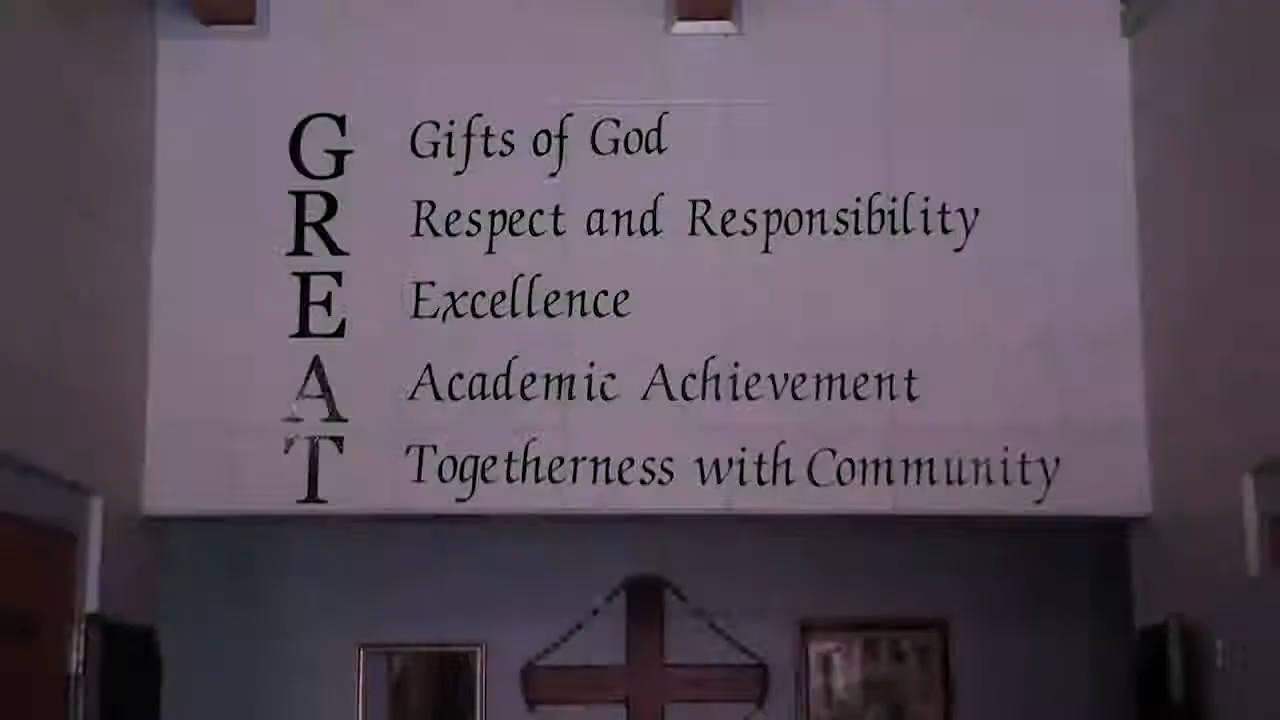 G Gifts of God
R Respect and Responsibility
E Excellence
A Academic Achievement
T Togetherness with Community